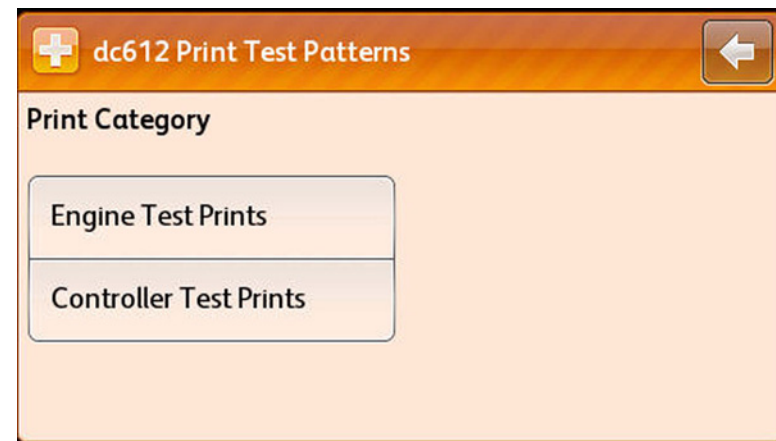 dc612 Print Test Patterns
Print Category
Engine Test Prints
Controller Test Prints